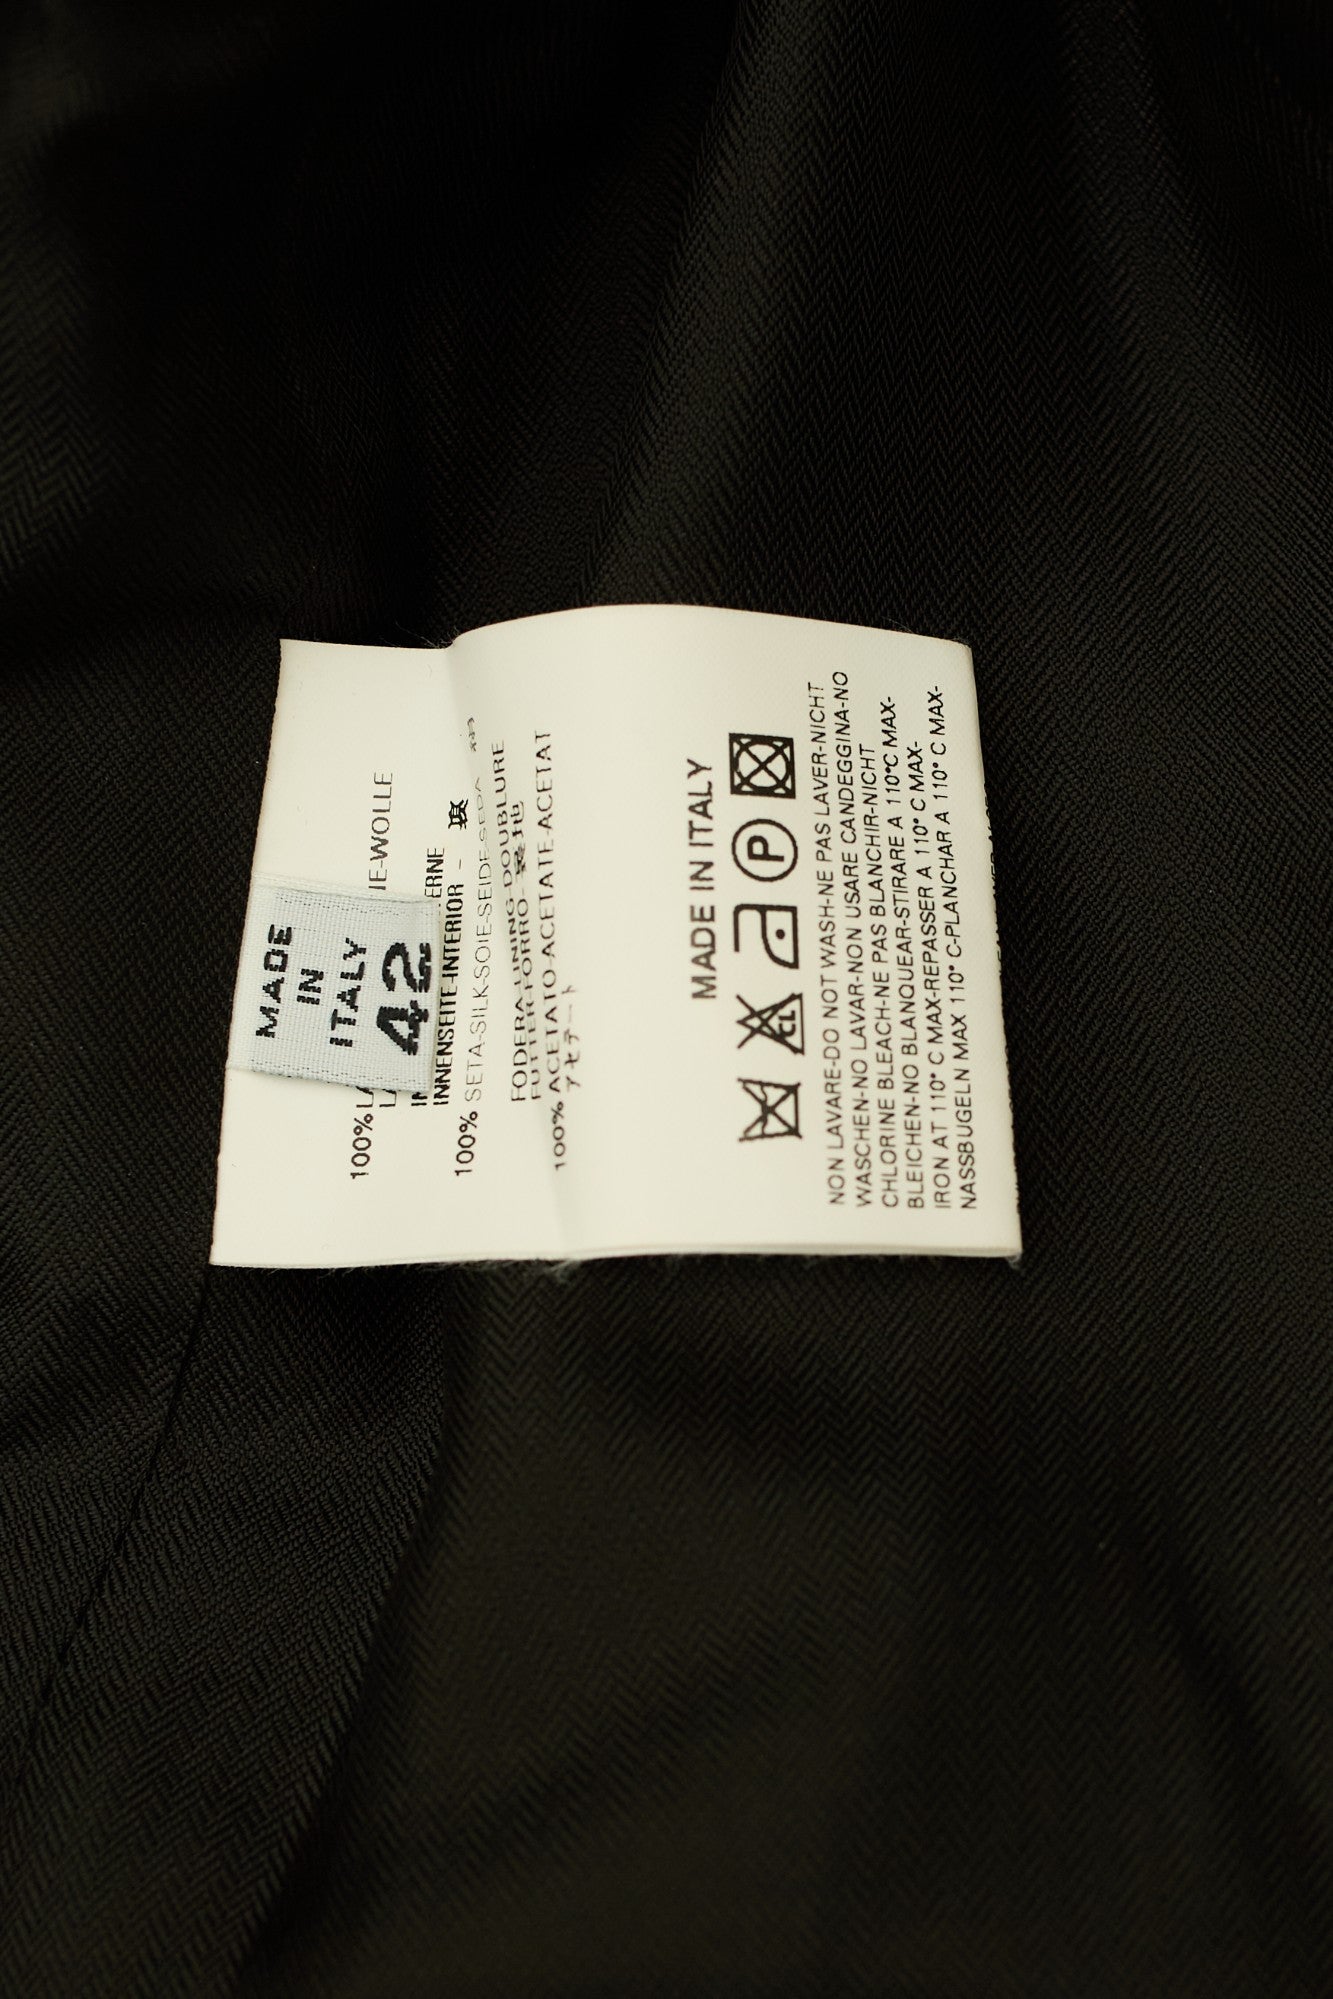 MADE
IN
ITALY
42
100% IE-WOLLE
ERNE
INNENSEITE-INTERIOR -
100% SETA-SILK-SOIE-SEIDE-SEDA
FODERA-LINING-DOUBLURE
FUTTER-FORRO- 裏地
100% ACETATO-ACETATE-ACETAT
アセテート
MADE IN ITALY
CL P
NON LAVARE-DO NOT WASH-NE PAS LAVER-NICHT
WASCHEN-NO LAVAR-NON USARE CANDEGGINA-NO
CHLORINE BLEACH-NE PAS BLANCHIR-NICHT
BLEICHEN-NO BLANQUEAR-STIRARE A 110°C MAX-
IRON AT 110° C MAX-REPASSER A 110° C MAX-
NASSBUGELN MAX 110° C-PLANCHAR A 110° C MAX-